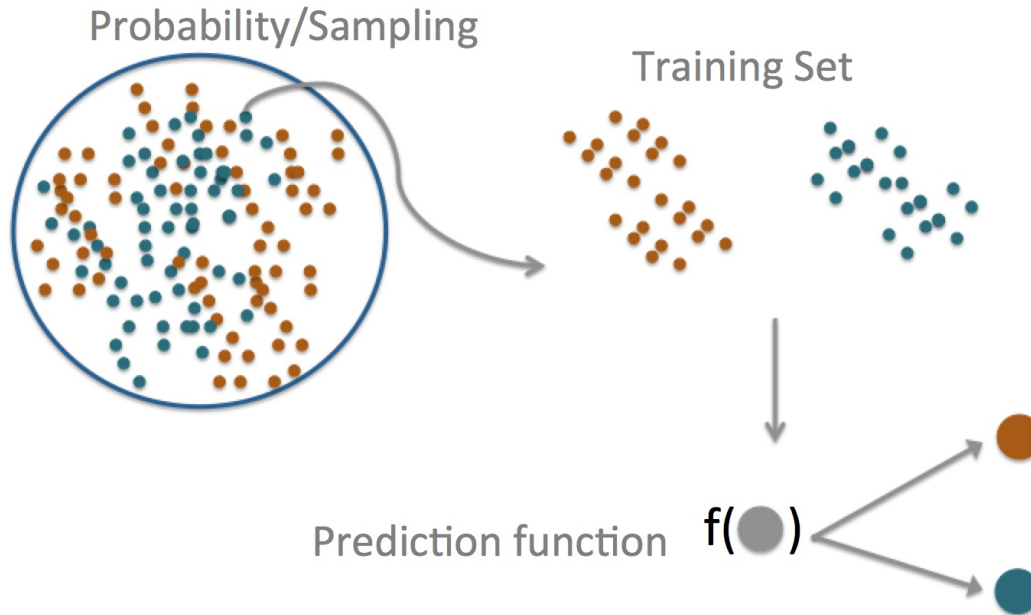 Probability/Sampling
Training Set
Prediction function
f( )